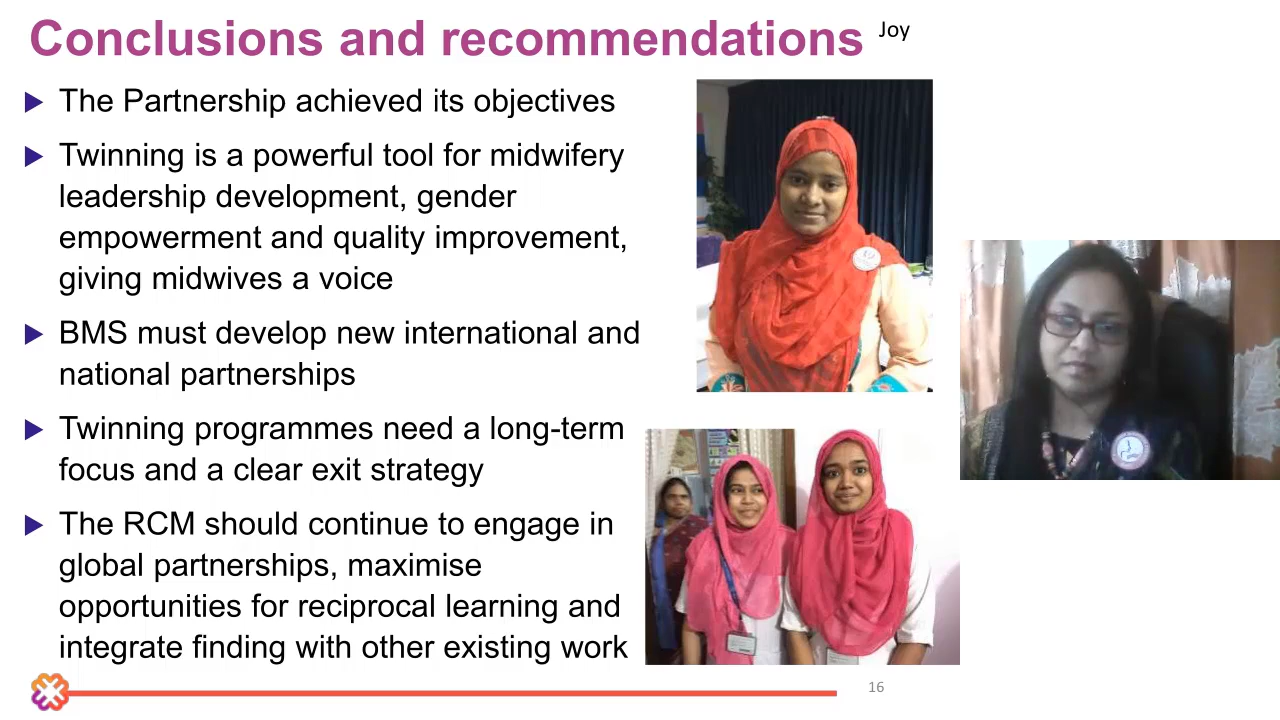 Conclusions and recommendations
Joy
The Partnership achieved its objectives
Twinning is a powerful tool for midwifery
leadership development, gender
empowerment and quality improvement,
giving midwives a voice
BMS must develop new international and
national partnerships
Twinning programmes need a long-term
focus and a clear exit strategy
The RCM should continue to engage in
global partnerships, maximise
opportunities for reciprocal learning and
integrate finding with other existing work
16